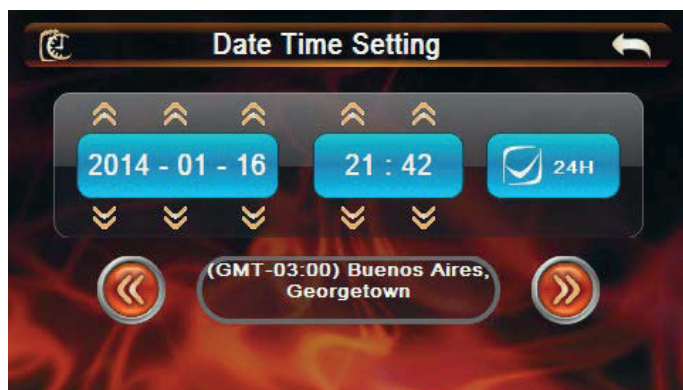 Date Time Setting
2014 - 01 - 16 21 : 42 24H
(GMT-03:00) Buenos Aires,
Georgetown